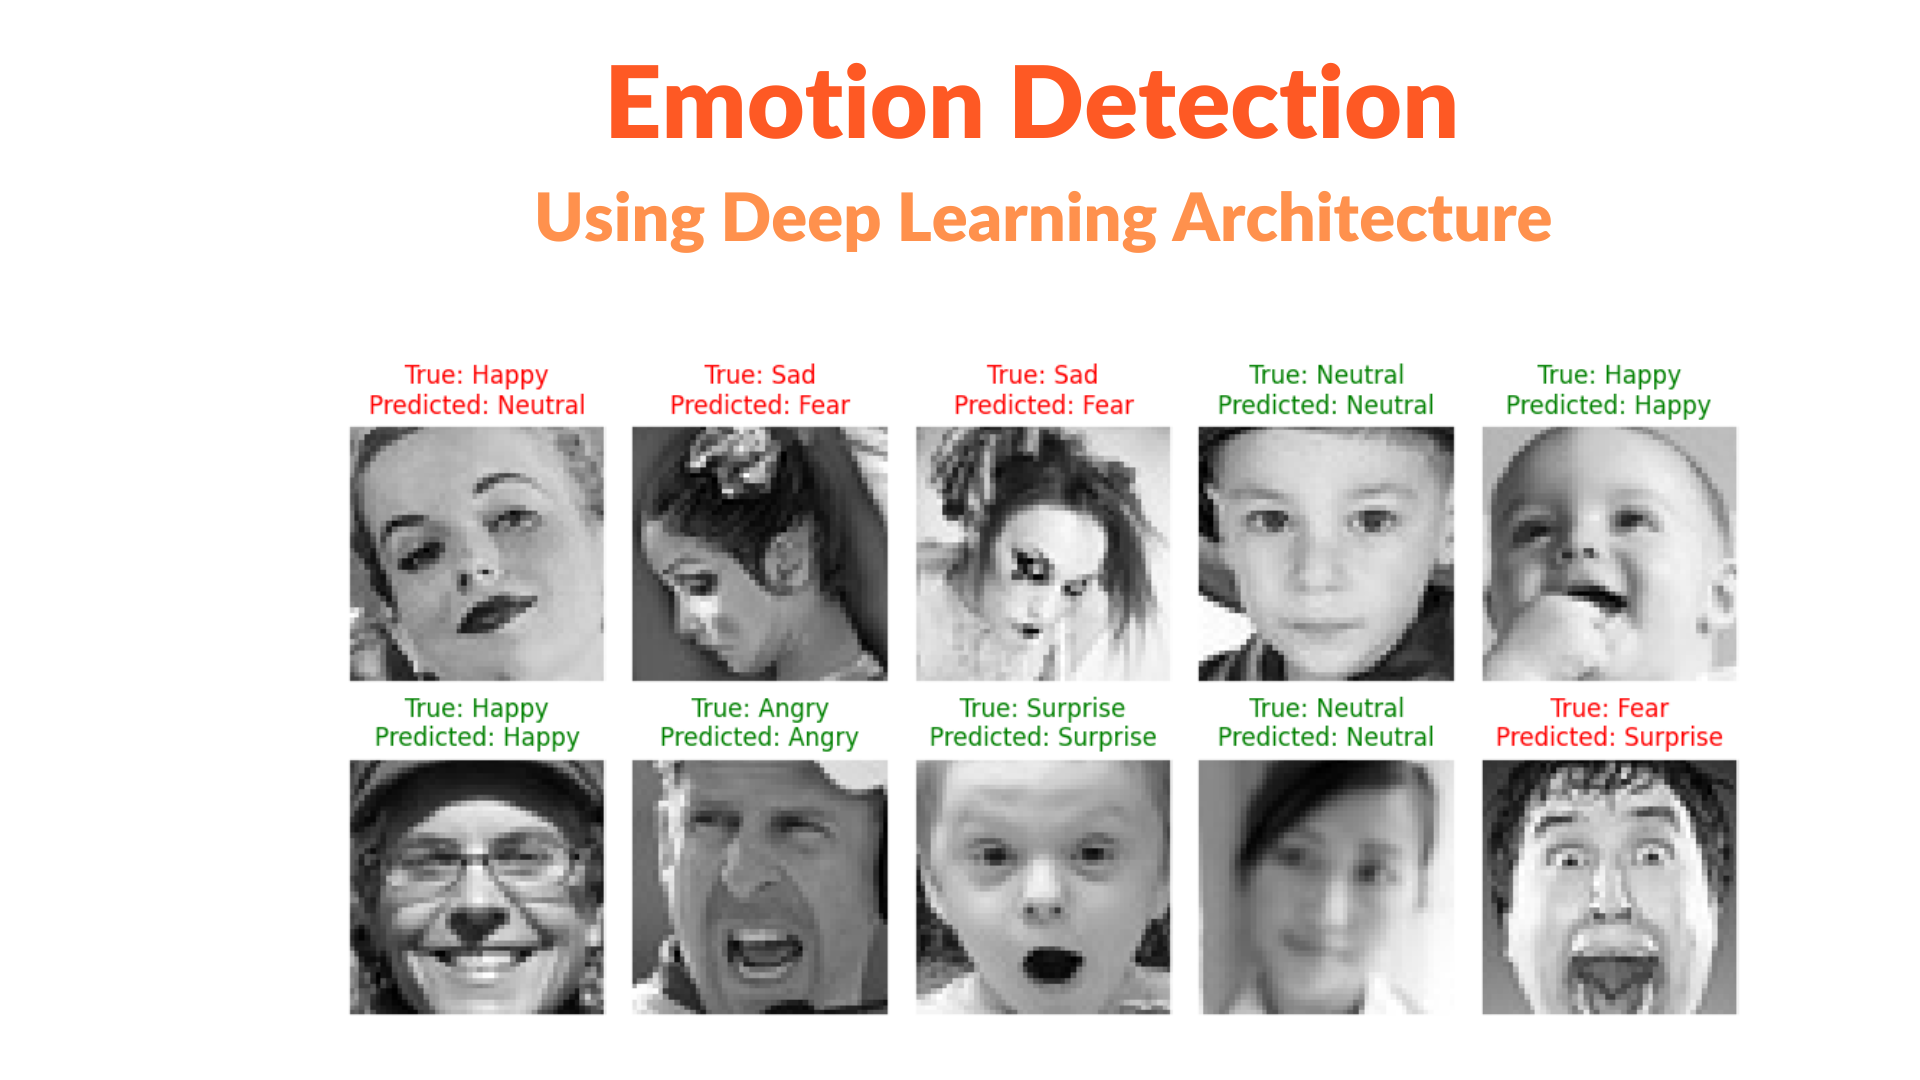 Emotion Detection
Using Deep Learning Architecture
True: Happy
Predicted: Neutral
True: Sad
Predicted: Fear
True: Sad
Predicted: Fear
True: Neutral
Predicted: Neutral
True: Happy
Predicted: Happy
True: Happy
Predicted: Happy
True: Angry
Predicted: Angry
True: Surprise
Predicted: Surprise
True: Neutral
Predicted: Neutral
True: Fear
Predicted: Surprise